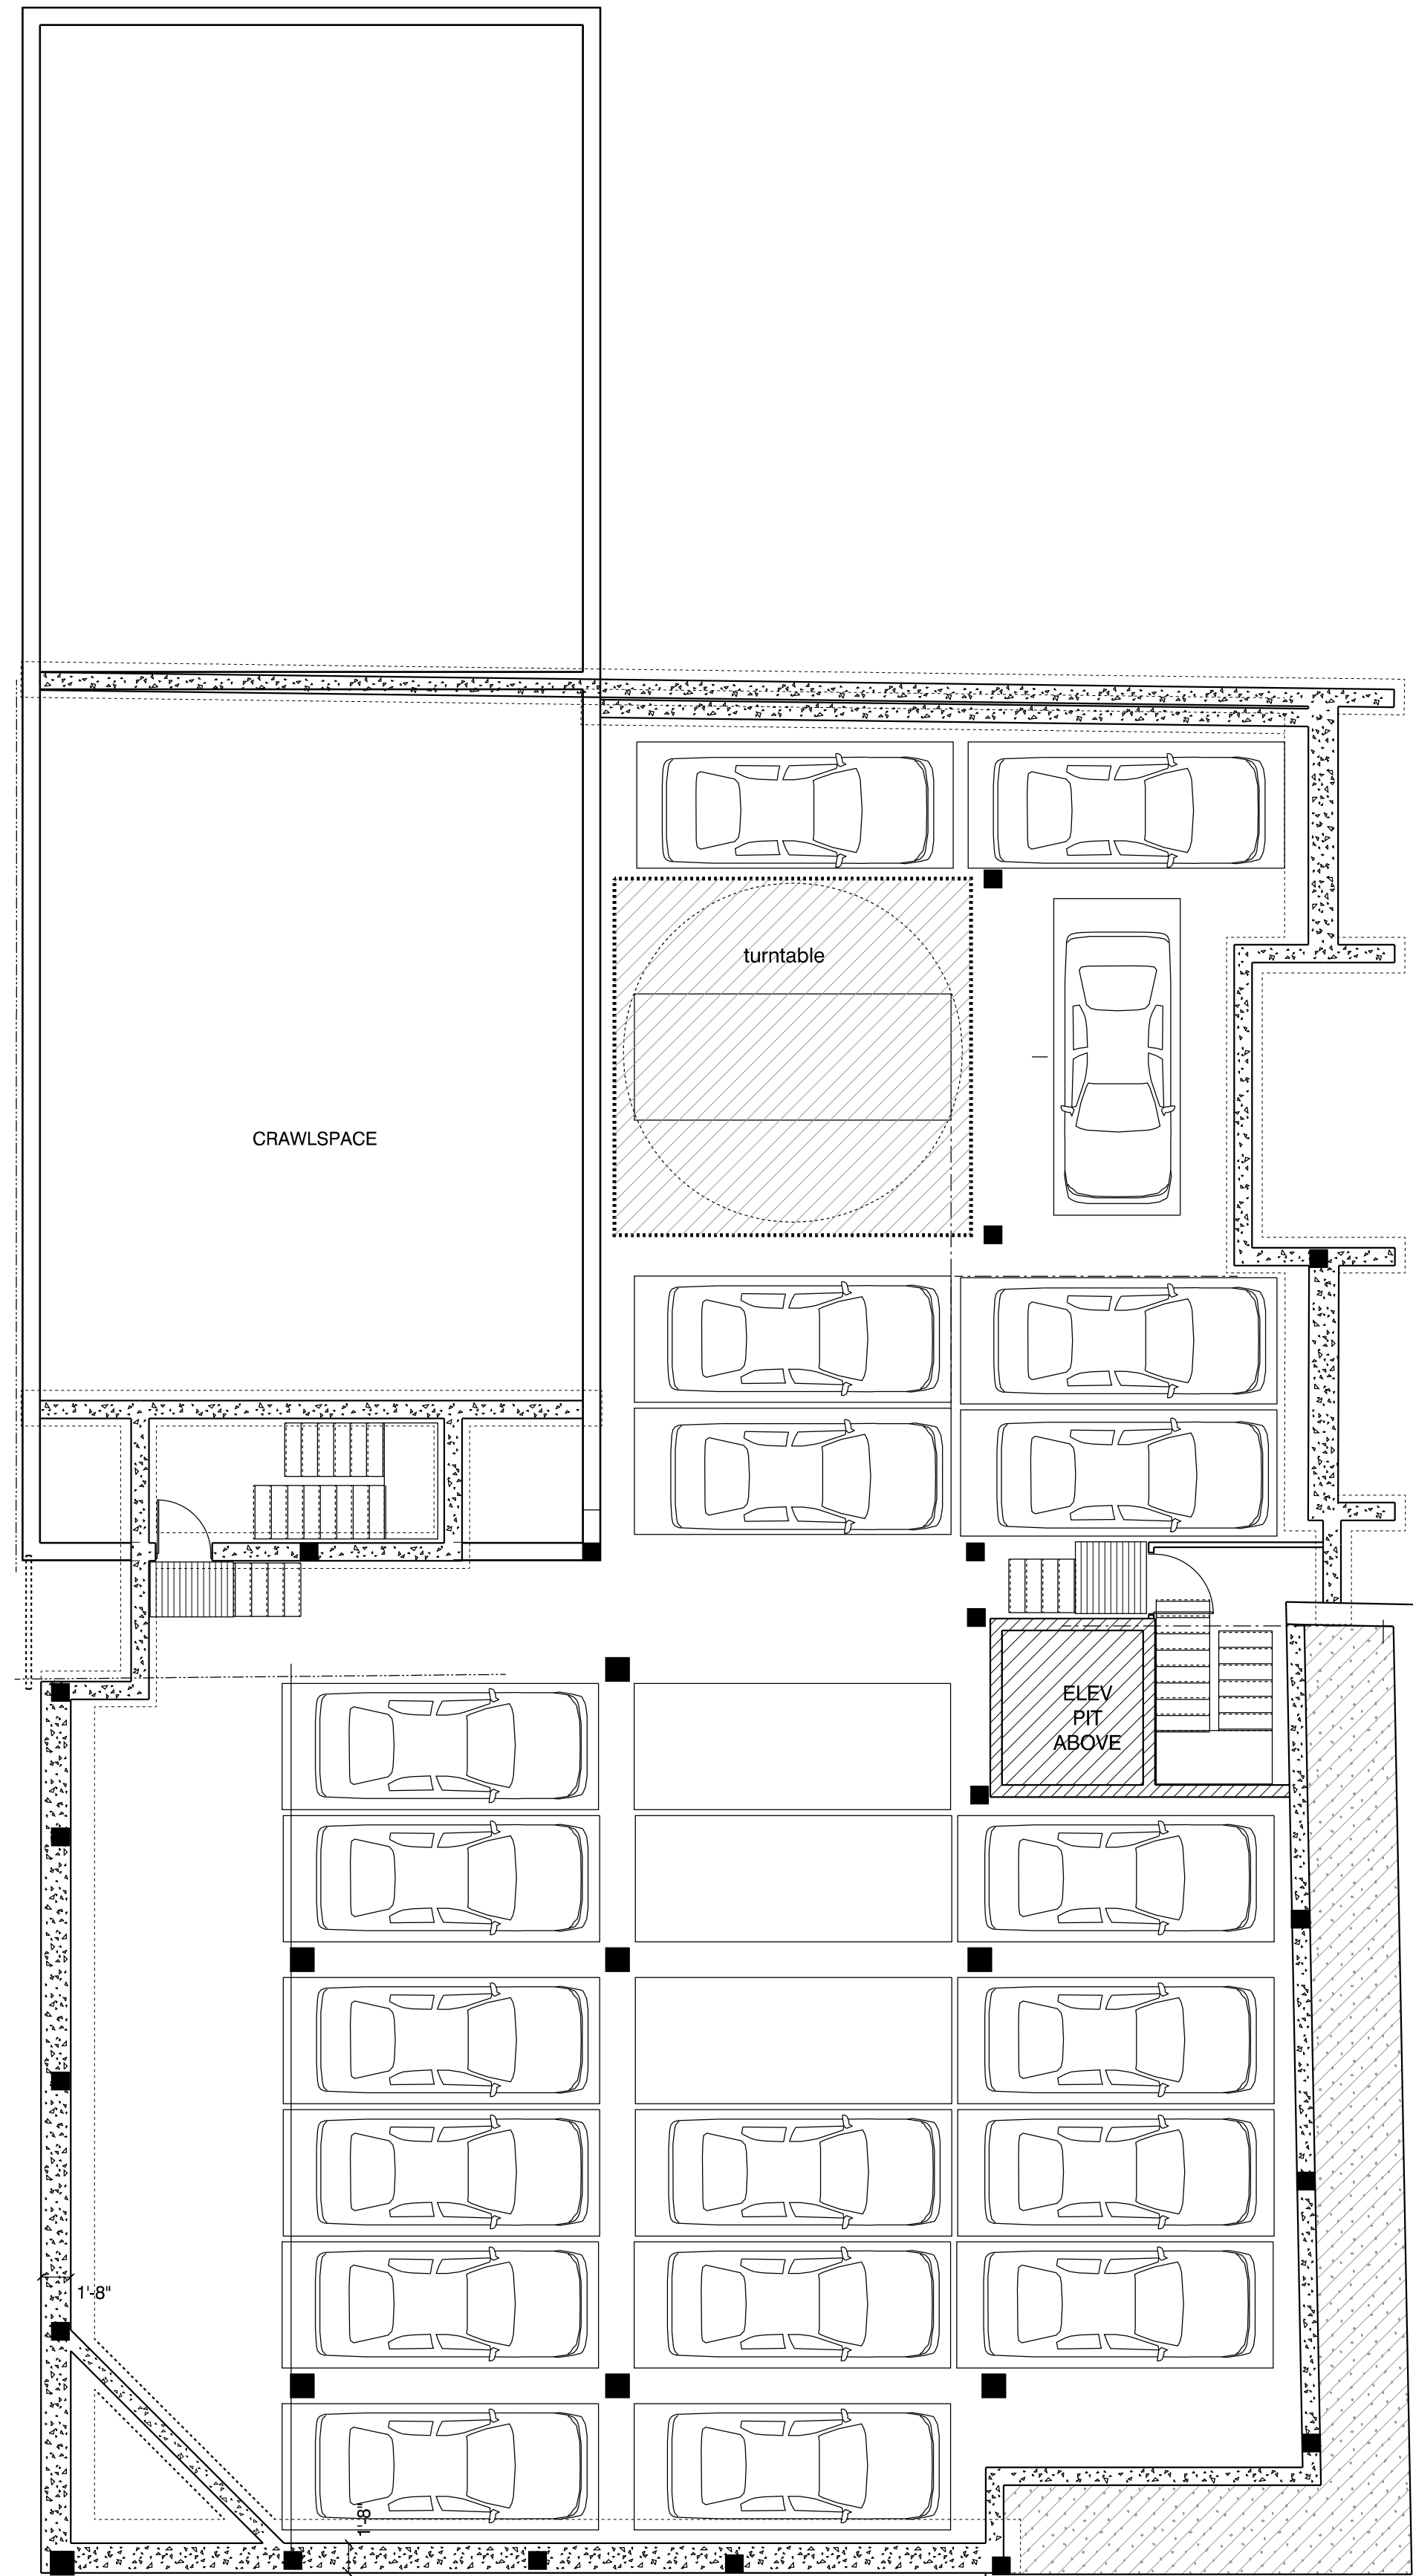 turntable
CRAWLSPACE
ELEV
PIT
ABOVE
1'-8"
1'-8"